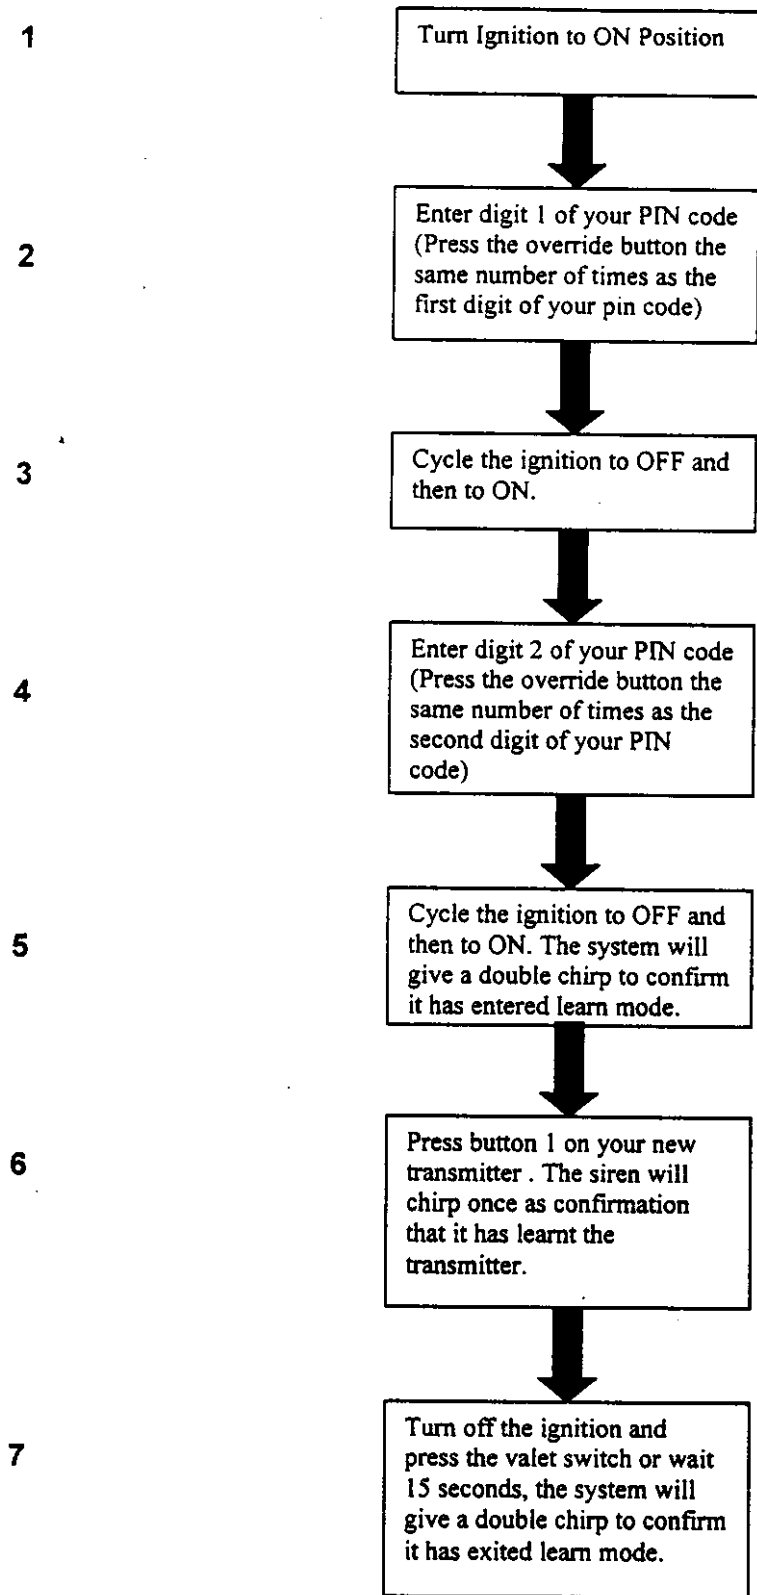 1
Turn Ignition to ON Position
2
Enter digit 1 of your PIN code
(Press the override button the
same number of times as the
first digit of your pin code)
3
Cycle the ignition to OFF and
then to ON.
4
Enter digit 2 of your PIN code
(Press the override button the
same number of times as the
second digit of your PIN
code)
5
Cycle the ignition to OFF and
then to ON. The system will
give a double chirp to confirm
it has entered learn mode.
6
Press button 1 on your new
transmitter . The siren will
chirp once as confirmation
that it has learnt the
transmitter.
7
Turn off the ignition and
press the valet switch or wait
15 seconds, the system will
give a double chirp to confirm
it has exited learn mode.